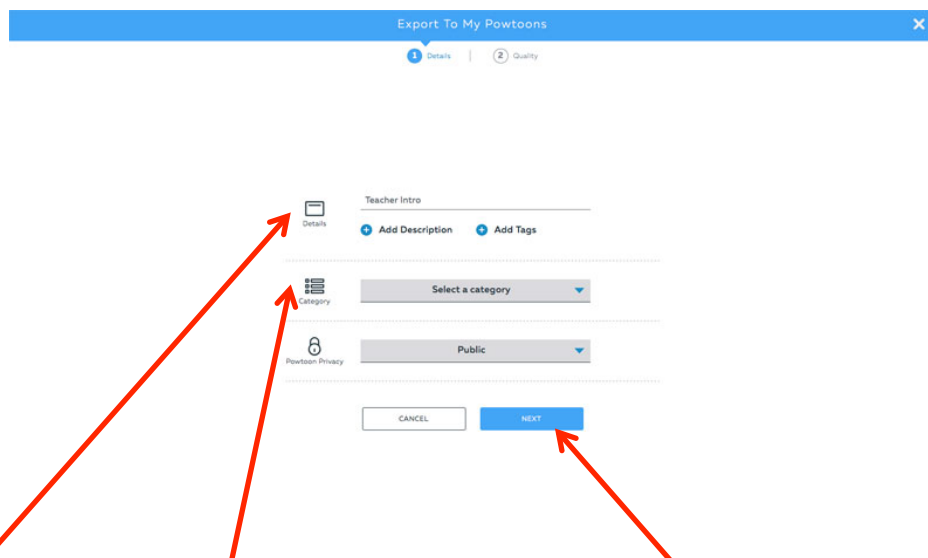 Export To My Powtoons
1 Details | 2 Quality
Teacher Intro
Details
Add Description Add Tags
Select a category
Category
Public
Powtoon Privacy
CANCEL NEXT